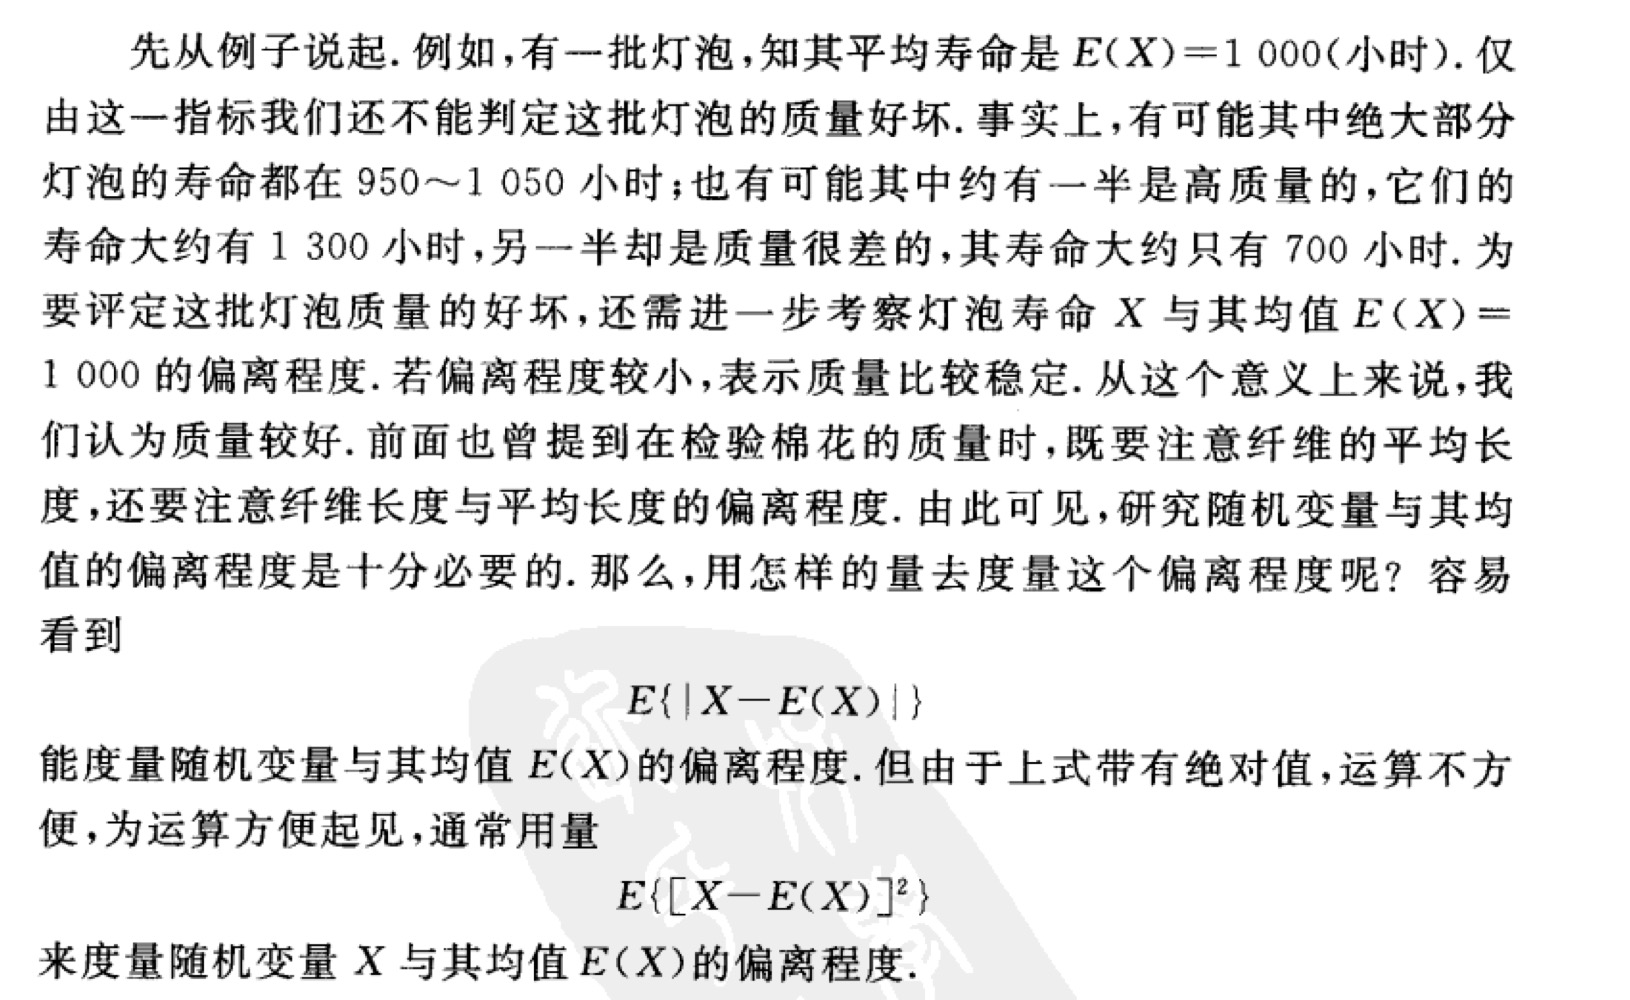 先从例子说起.例如,有一批灯泡,知其平均寿命是 E(X)=1 000(小时).仅
由这一指标我们还不能判定这批灯泡的质量好坏.事实上,有可能其中绝大部分
灯泡的寿命都在 950~1 050 小时;也有可能其中约有一半是高质量的,它们的
寿命大约有 1 300 小时,另一半却是质量很差的,其寿命大约只有 700 小时.为
要评定这批灯泡质量的好坏,还需进一步考察灯泡寿命 X 与其均值 E(X)=
1 000 的偏离程度.若偏离程度较小,表示质量比较稳定.从这个意义上来说,我
们认为质量较好.前面也曾提到在检验棉花的质量时,既要注意纤维的平均长
度,还要注意纤维长度与平均长度的偏离程度.由此可见,研究随机变量与其均
值的偏离程度是十分必要的.那么,用怎样的量去度量这个偏离程度呢? 容易
看到
E{|X-E(X)|}
能度量随机变量与其均值 E(X)的偏离程度.但由于上式带有绝对值,运算不方
便,为运算方便起见,通常用量
E{[X-E(X)]²}
来度量随机变量 X 与其均值 E(X)的偏离程度.